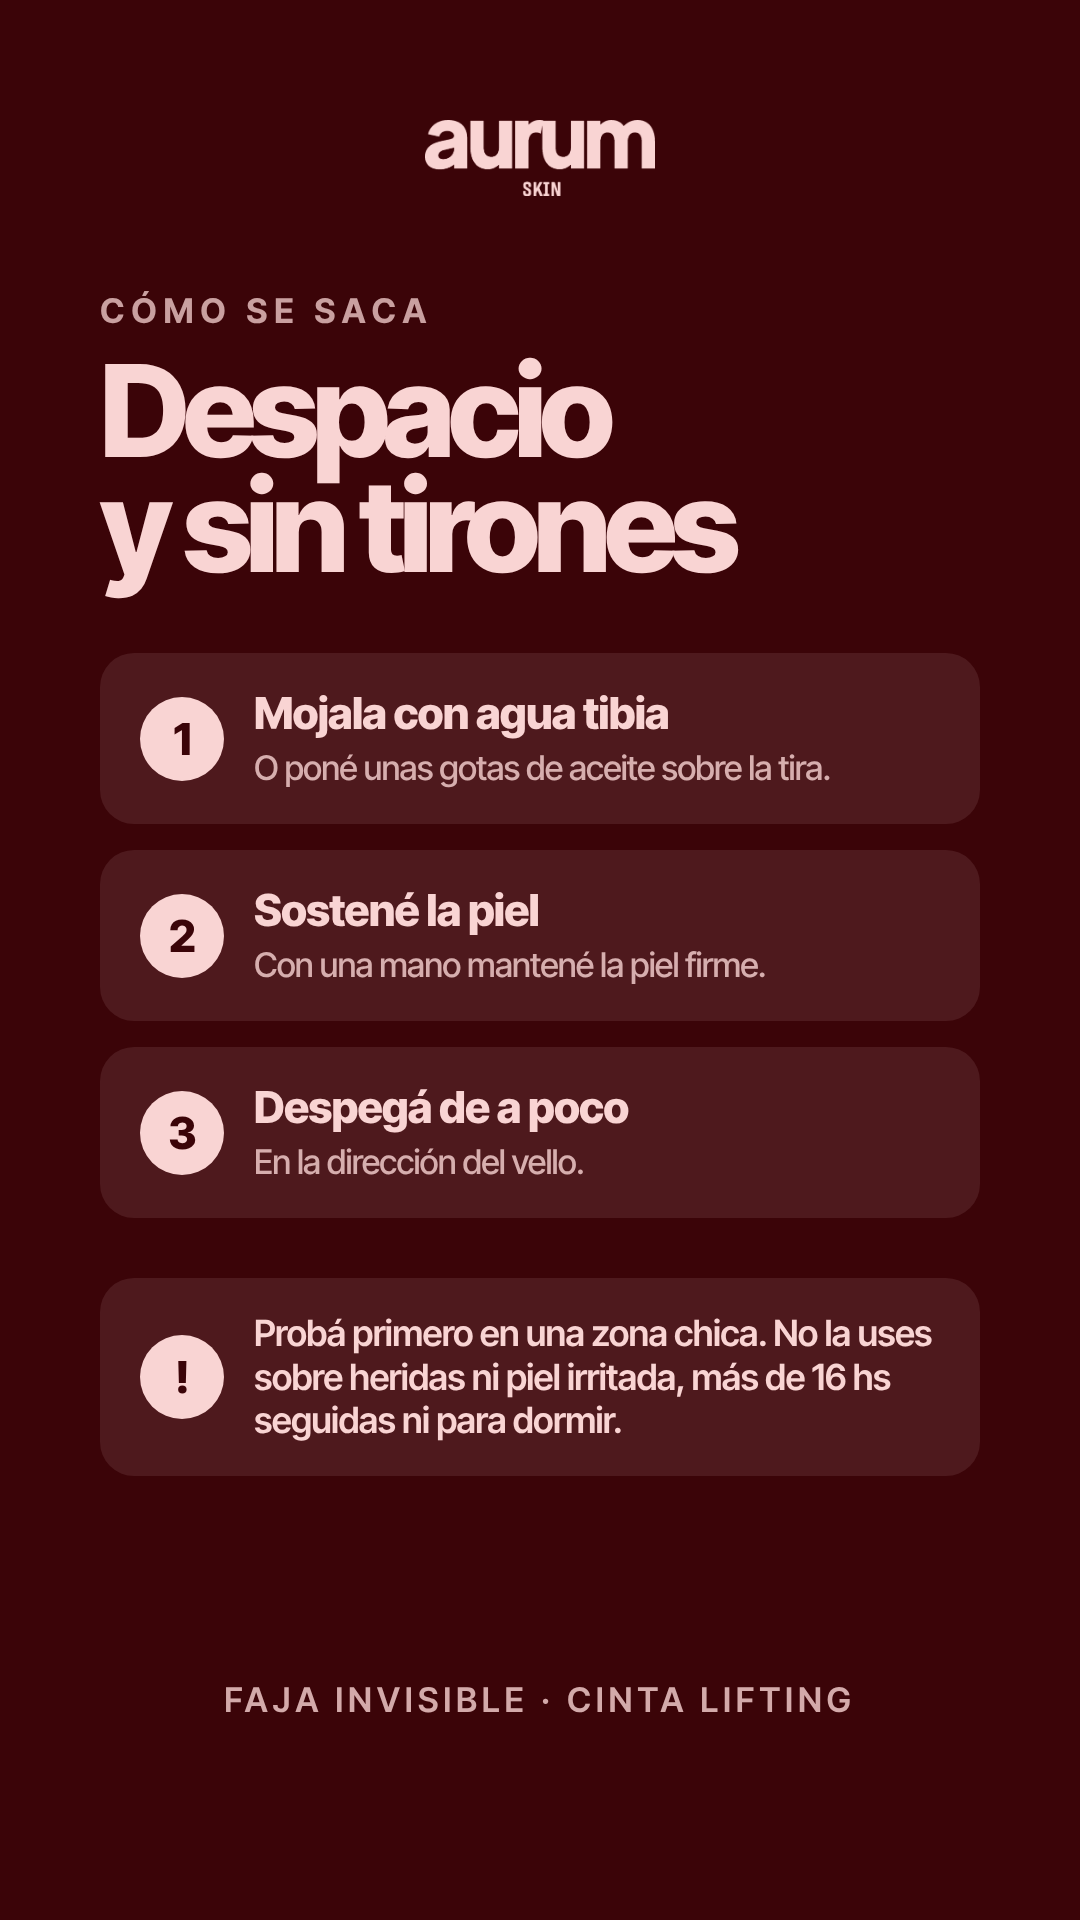 aurum
SKIN
CÓMO SE SACA
Despacio
y sin tirones
1
Mojala con agua tibia
O poné unas gotas de aceite sobre la tira.
2
Sostené la piel
Con una mano mantené la piel firme.
3
Despegá de a poco
En la dirección del vello.
!
Probá primero en una zona chica. No la uses
sobre heridas ni piel irritada, más de 16 hs
seguidas ni para dormir.
FAJA INVISIBLE · CINTA LIFTING